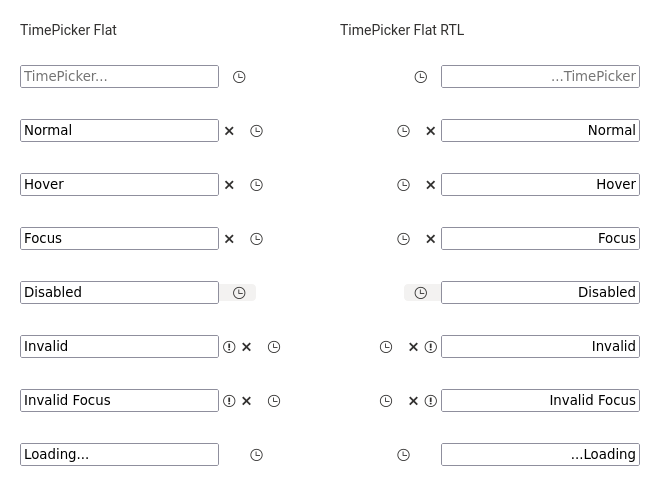 TimePicker Flat
TimePicker Flat RTL
TimePicker...
...TimePicker
Normal
Normal
Hover
Hover
Focus
Focus
Disabled
Disabled
Invalid
Invalid
Invalid Focus
Invalid Focus
Loading...
...Loading